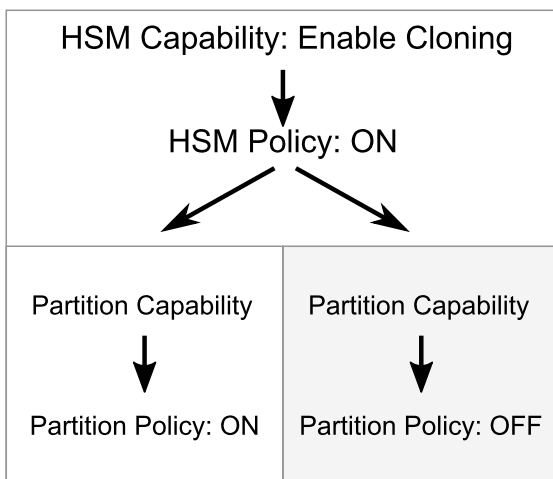 HSM Capability: Enable Cloning
HSM Policy: ON
Partition Capability
Partition Policy: ON
Partition Capability
Partition Policy: OFF